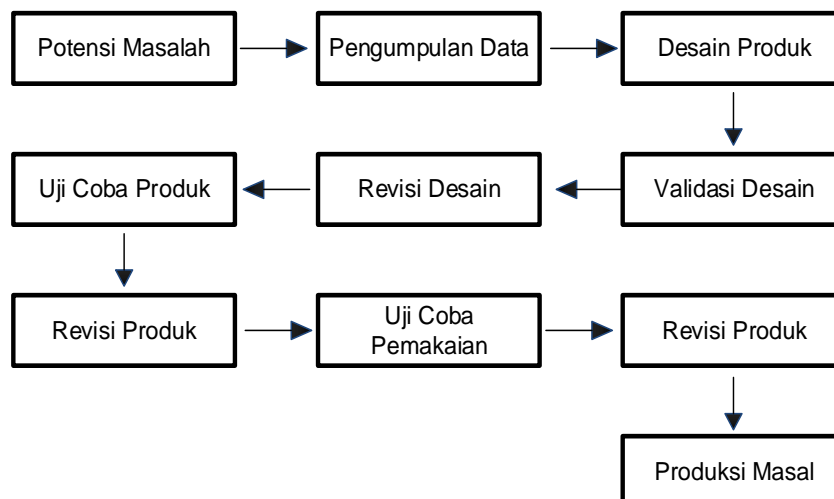 Potensi Masalah
Pengumpulan Data
Desain Produk
Validasi Desain
Revisi Desain
Uji Coba Produk
Revisi Produk
Uji Coba
Pemakaian
Revisi Produk
Produksi Masal